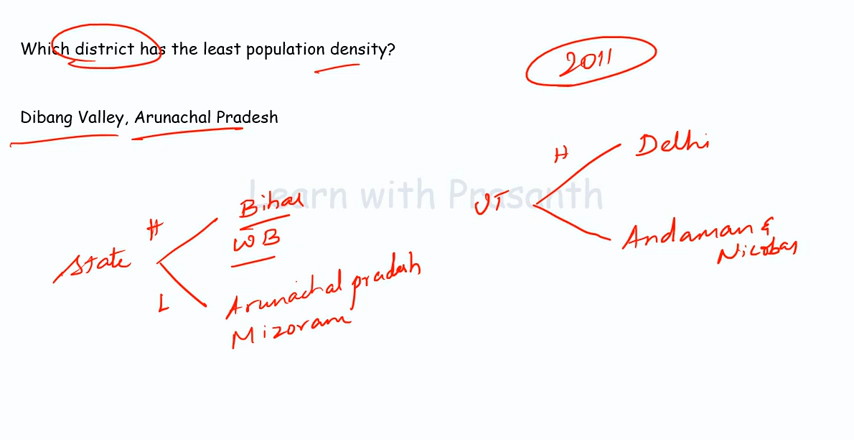 Which district has the least population density?
2011
Dibang Valley, Arunachal Pradesh
H
Delhi
Learn with Prasanth
UT
Andaman &
Nicobar
State
H
Bihar
WB
L
Arunachal pradesh
Mizoram